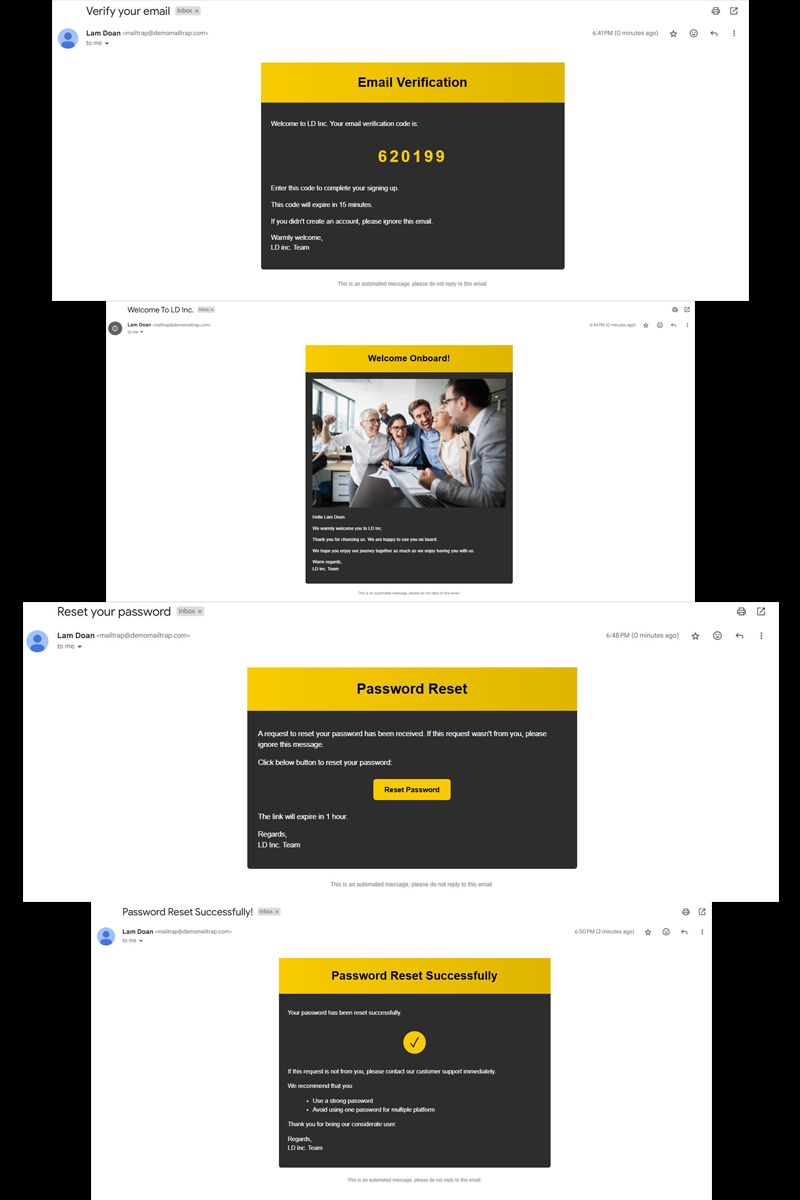 Verify your email Inbox ×
Lam Doan <mailtrap@demomailtrap.com> 6:41 PM (0 minutes ago)
to me
Email Verification
Welcome to LD Inc. Your email verification code is:
620199
Enter this code to complete your signing up.
This code will expire in 15 minutes.
If you didn't create an account, please ignore this email.
Warmly welcome,
LD inc. Team
This is an automated message, please do not reply to this email.
Welcome To LD Inc. Inbox ×
Lam Doan <mailtrap@demomailtrap.com> 6:44 PM (2 minutes ago)
to me
Welcome Onboard!
Hello Lam Doan.
We warmly welcome you to LD Inc.
Thank you for choosing us. We are happy to see you on board.
We hope you enjoy our journey together as much as we enjoy having you with us.
Warm regards,
LD inc. Team
This is an automated message, please do not reply to this email.
Reset your password Inbox ×
Lam Doan <mailtrap@demomailtrap.com> 6:48 PM (0 minutes ago)
to me
Password Reset
A request to reset your password has been received. If this request wasn't from you, please
ignore this message.
Click below button to reset your password:
Reset Password
The link will expire in 1 hour.
Regards,
LD Inc. Team
This is an automated message, please do not reply to this email.
Password Reset Successfully! Inbox ×
Lam Doan <mailtrap@demomailtrap.com> 6:50 PM (2 minutes ago)
to me
Password Reset Successfully
Your password has been reset successfully.
✓
If this request is not from you, please contact our customer support immediately.
We recommend that you:
• Use a strong password
• Avoid using one password for multiple platform
Thank you for being our considerate user.
Regards,
LD Inc. Team
This is an automated message, please do not reply to this email.